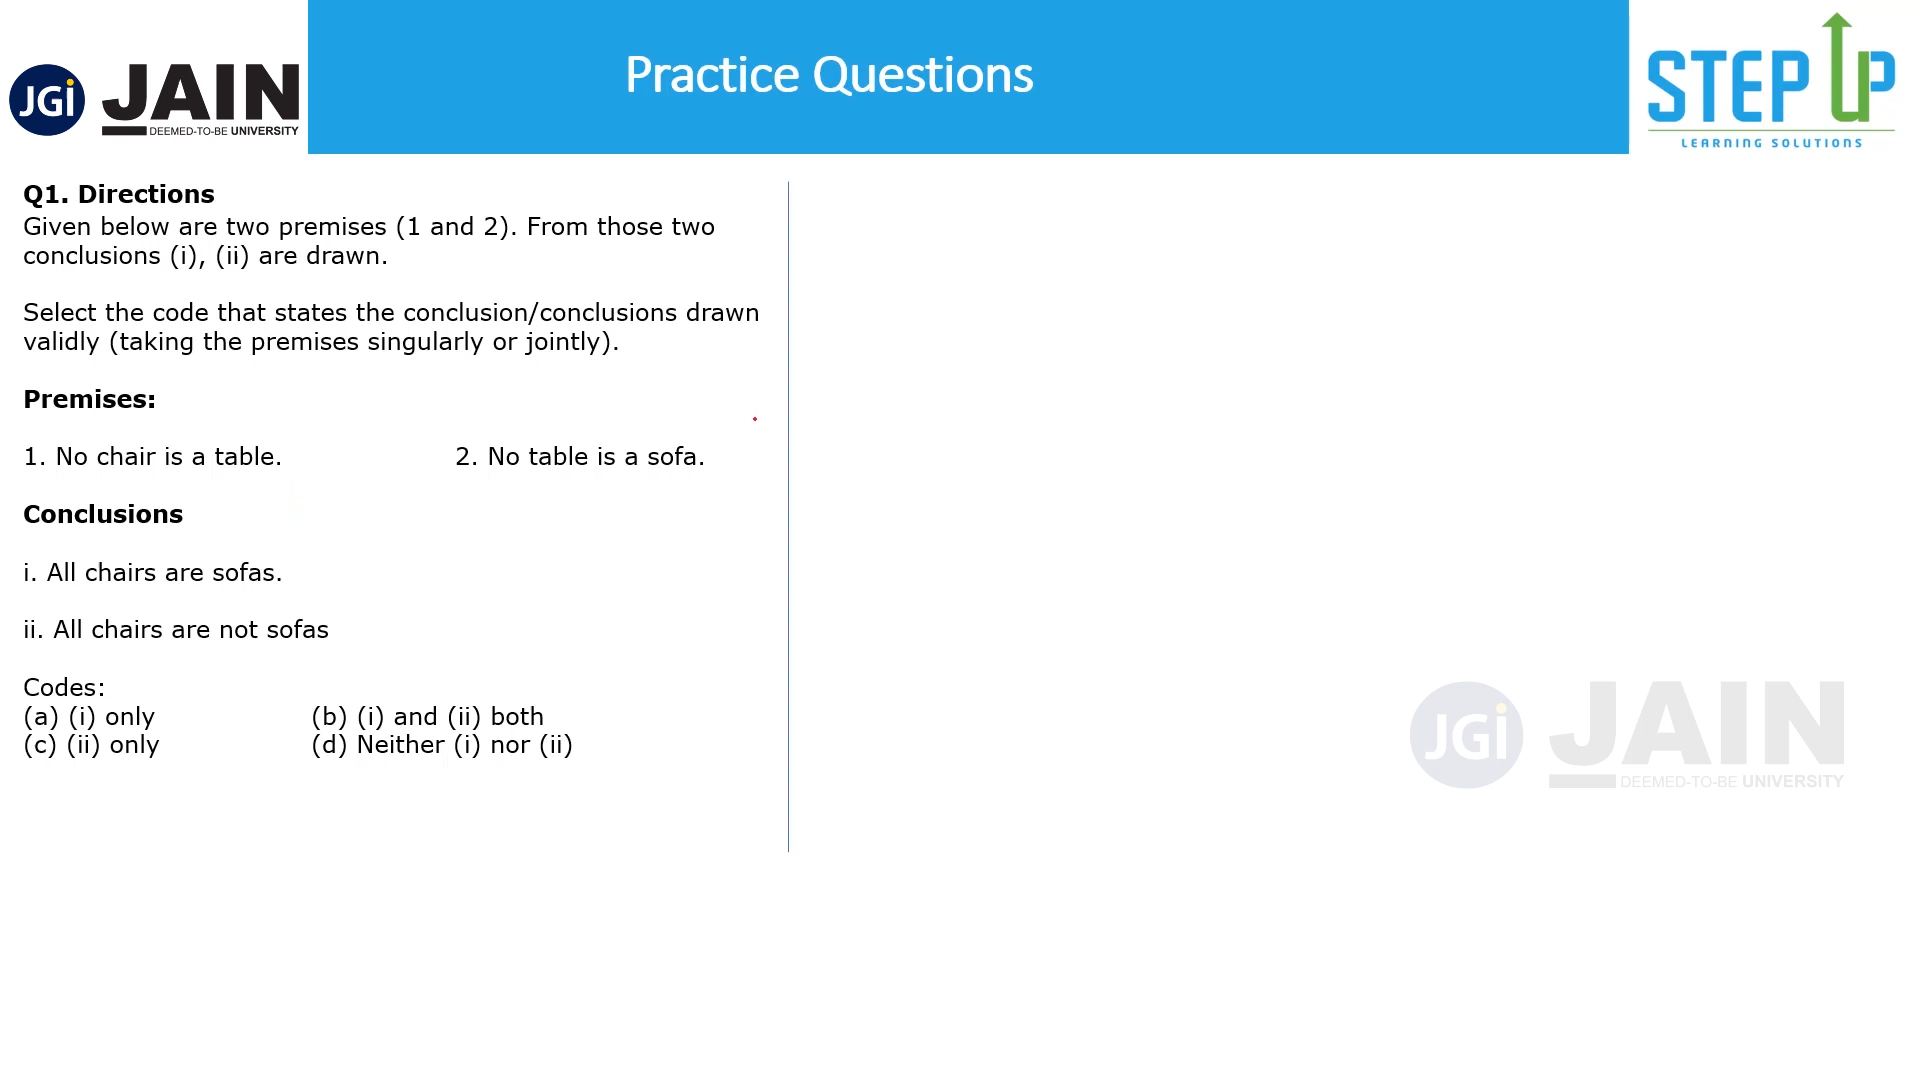 JGi JAIN
DEEMED-TO-BE UNIVERSITY
Practice Questions
STEP UP
LEARNING SOLUTIONS
Q1. Directions
Given below are two premises (1 and 2). From those two
conclusions (i), (ii) are drawn.
Select the code that states the conclusion/conclusions drawn
validly (taking the premises singularly or jointly).
Premises:
1. No chair is a table. 2. No table is a sofa.
Conclusions
i. All chairs are sofas.
ii. All chairs are not sofas
Codes:
(a) (i) only (b) (i) and (ii) both
(c) (ii) only (d) Neither (i) nor (ii)
JGi JAIN
DEEMED-TO-BE UNIVERSITY